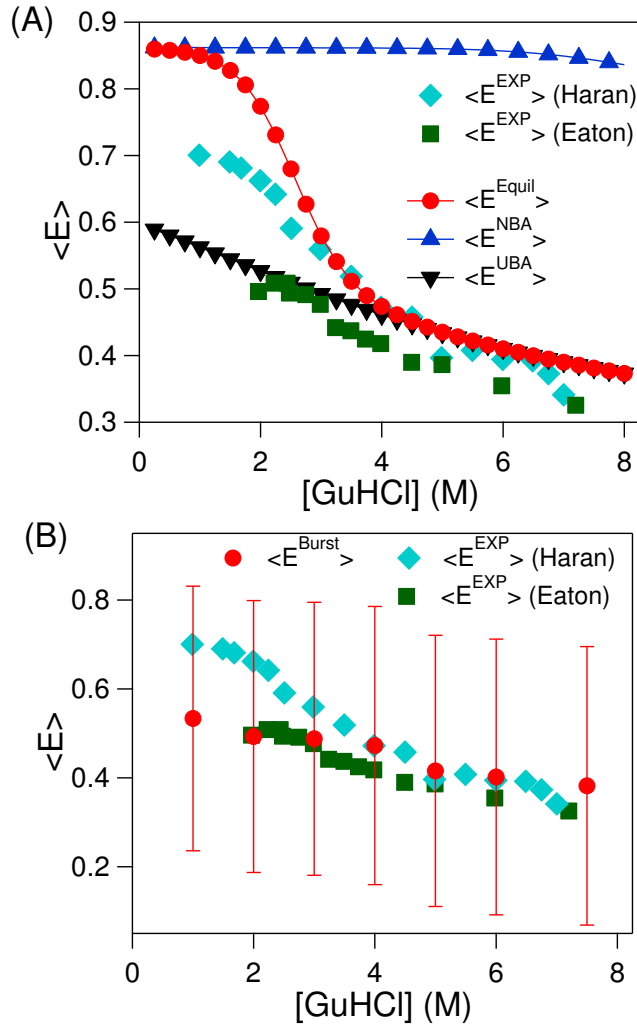 (A)
0.9
0.8
0.7
0.6
0.5
0.4
0.3
<E>
<E^EXP> (Haran)
<E^EXP> (Eaton)
<E^Equil>
<E^NBA>
<E^UBA>
0 2 4 6 8
[GuHCl] (M)
(B)
<E^Burst> <E^EXP> (Haran)
<E^EXP> (Eaton)
0.8
0.6
0.4
0.2
<E>
2 4 6 8
[GuHCl] (M)